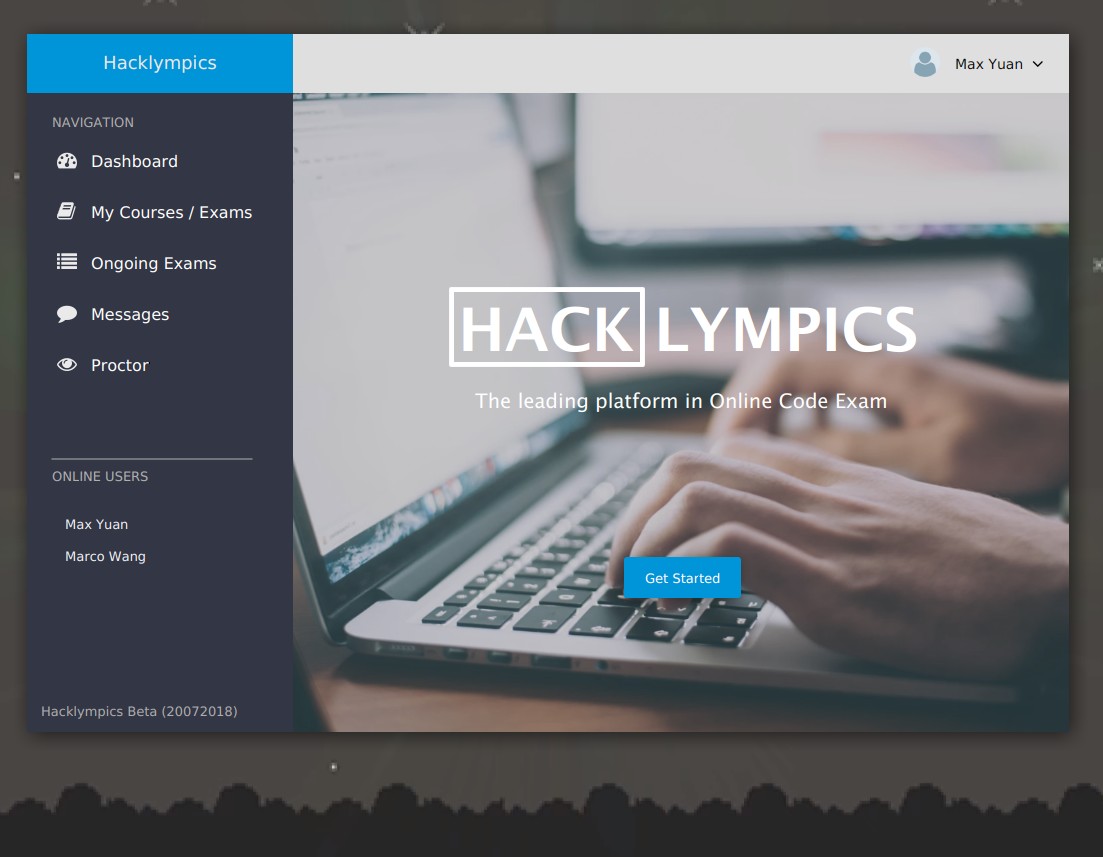 Hacklympics
Max Yuan
NAVIGATION
Dashboard
My Courses / Exams
Ongoing Exams
Messages
Proctor
ONLINE USERS
Max Yuan
Marco Wang
Hacklympics Beta (20072018)
HACK LYMPICS
The leading platform in Online Code Exam
Get Started